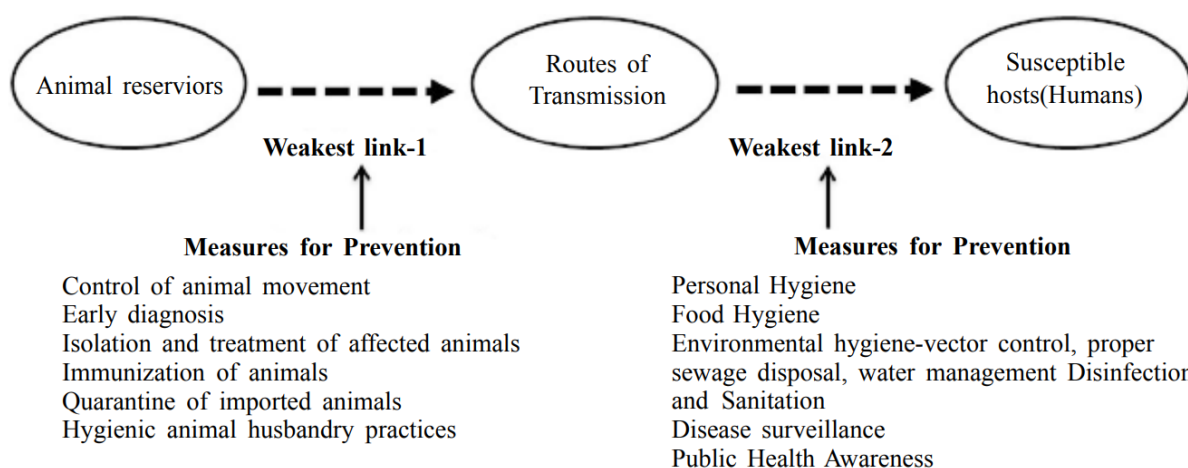 Animal reserviors
Routes of
Transmission
Susceptible
hosts(Humans)
Weakest link-1
Weakest link-2
Measures for Prevention
Control of animal movement
Early diagnosis
Isolation and treatment of affected animals
Immunization of animals
Quarantine of imported animals
Hygienic animal husbandry practices
Measures for Prevention
Personal Hygiene
Food Hygiene
Environmental hygiene-vector control, proper
sewage disposal, water management Disinfection
and Sanitation
Disease surveillance
Public Health Awareness